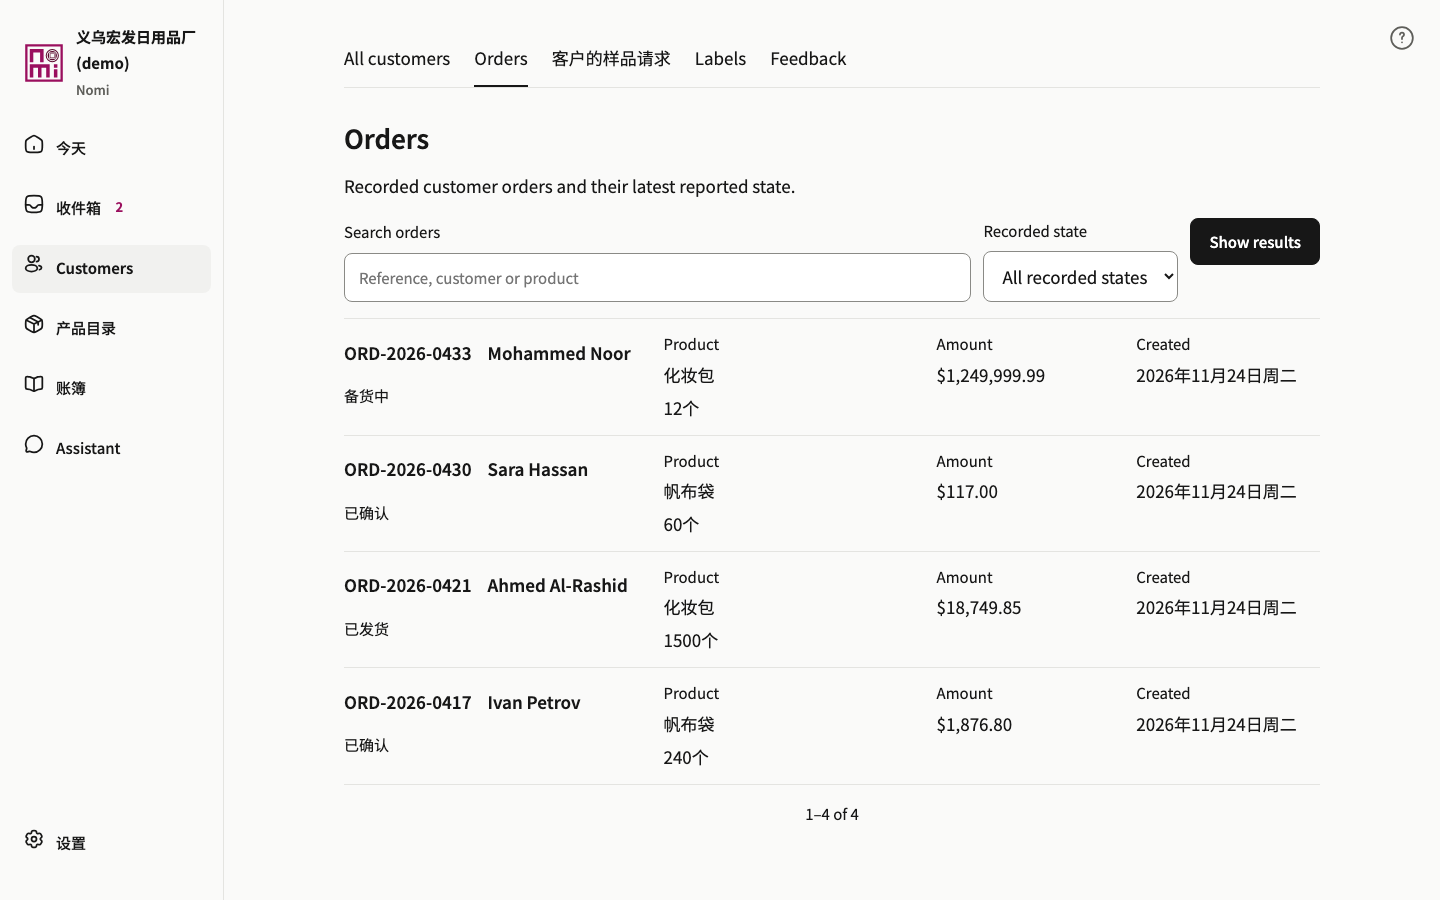 nomi
义乌宏发日用品厂
(demo)
Nomi
今天
收件箱 2
Customers
产品目录
账簿
Assistant
设置
All customers Orders 客户的样品请求 Labels Feedback
?
Orders
Recorded customer orders and their latest reported state.
Search orders
Reference, customer or product
Recorded state
All recorded states
Show results
ORD-2026-0433 Mohammed Noor
备货中
Product
化妆包
12个
Amount
$1,249,999.99
Created
2026年11月24日周二
ORD-2026-0430 Sara Hassan
已确认
Product
帆布袋
60个
Amount
$117.00
Created
2026年11月24日周二
ORD-2026-0421 Ahmed Al-Rashid
已发货
Product
化妆包
1500个
Amount
$18,749.85
Created
2026年11月24日周二
ORD-2026-0417 Ivan Petrov
已确认
Product
帆布袋
240个
Amount
$1,876.80
Created
2026年11月24日周二
1–4 of 4